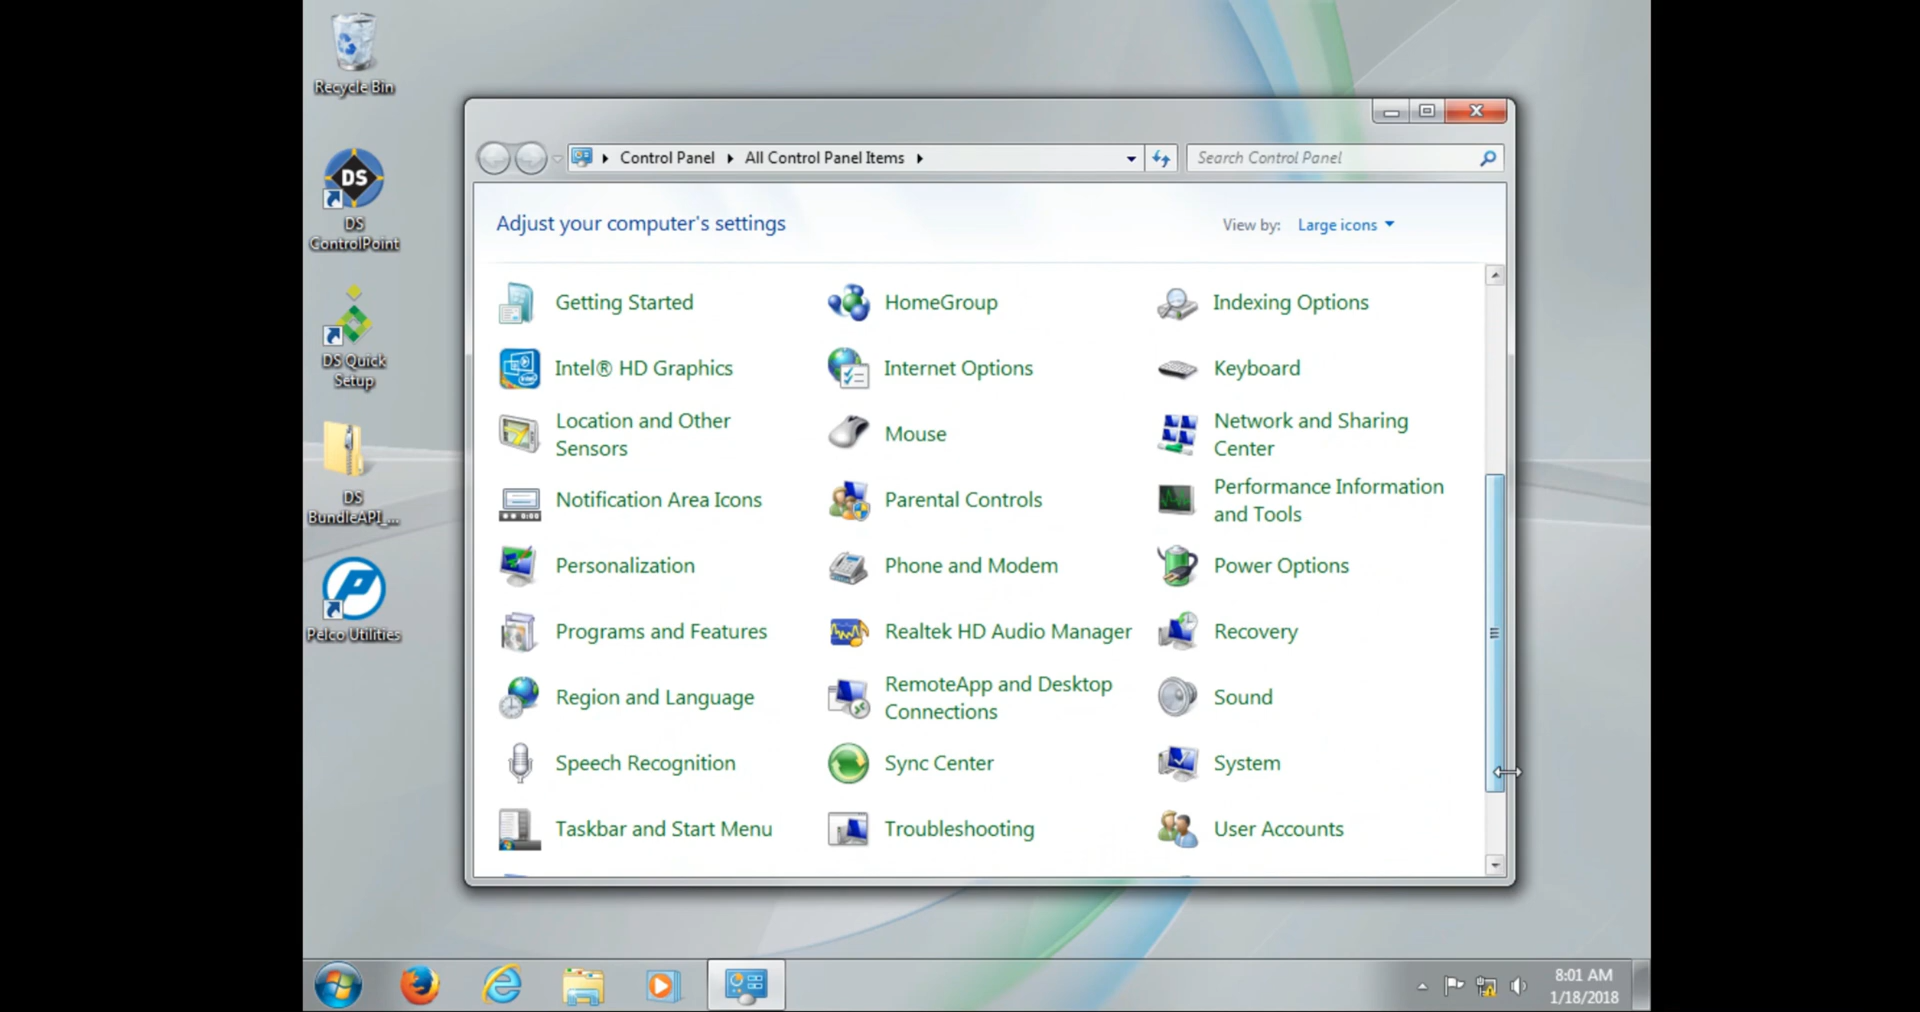 Recycle Bin
DS
DS
ControlPoint
DS Quick
Setup
DS
BundleAPI_...
P
Pelco Utilities
Control Panel
All Control Panel Items
Search Control Panel
Adjust your computer's settings
View by:
Large icons
Getting Started
HomeGroup
Indexing Options
Intel® HD Graphics
Internet Options
Keyboard
Location and Other
Sensors
Mouse
Network and Sharing
Center
Notification Area Icons
Parental Controls
Performance Information
and Tools
Personalization
Phone and Modem
Power Options
Programs and Features
Realtek HD Audio Manager
Recovery
Region and Language
RemoteApp and Desktop
Connections
Sound
Speech Recognition
Sync Center
System
Taskbar and Start Menu
Troubleshooting
User Accounts
8:01 AM
1/18/2018